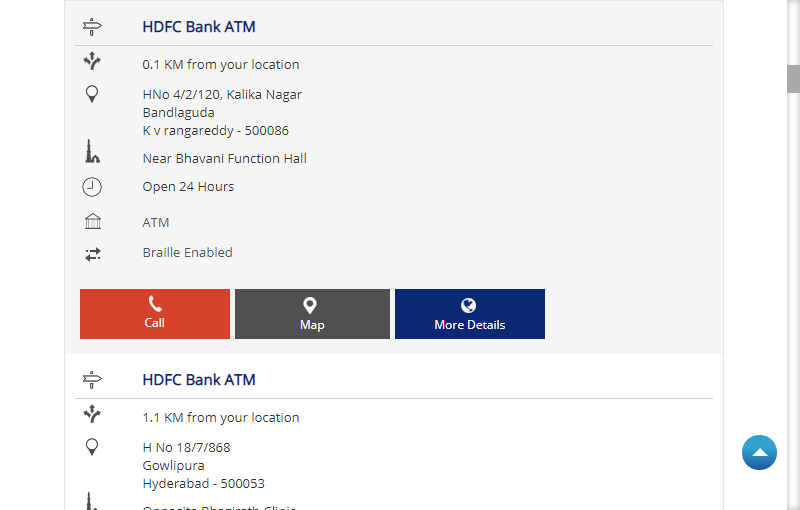 HDFC Bank ATM
0.1 KM from your location
HNo 4/2/120, Kalika Nagar
Bandlaguda
K v rangareddy - 500086
Near Bhavani Function Hall
Open 24 Hours
ATM
Braille Enabled
Call
Map
More Details
HDFC Bank ATM
1.1 KM from your location
H No 18/7/868
Gowlipura
Hyderabad - 500053